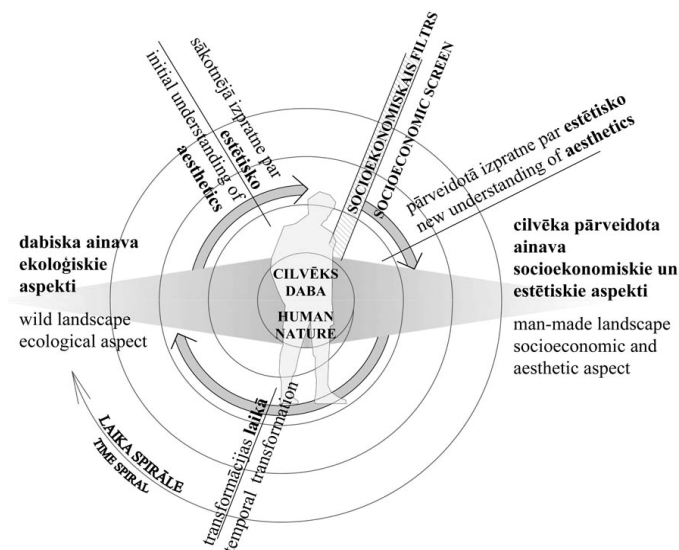 sākotnējā izpratne par
estētisko
initial understanding of
aesthetics
SOCIOEKONOMISKAIS FILTRS
SOCIOECONOMIC SCREEN
pārveidotā izpratne par estētisko
new understanding of aesthetics
dabiska ainava
ekoloģiskie
aspekti
wild landscape
ecological aspect
CILVĒKS
DABA
HUMAN
NATURE
cilvēka pārveidota
ainava
socioekonomiskie un
estētiskie aspekti
man-made landscape
socioeconomic and
aesthetic aspect
LAIKA SPIRĀLE
TIME SPIRAL
transformācijas laikā
temporal transformation